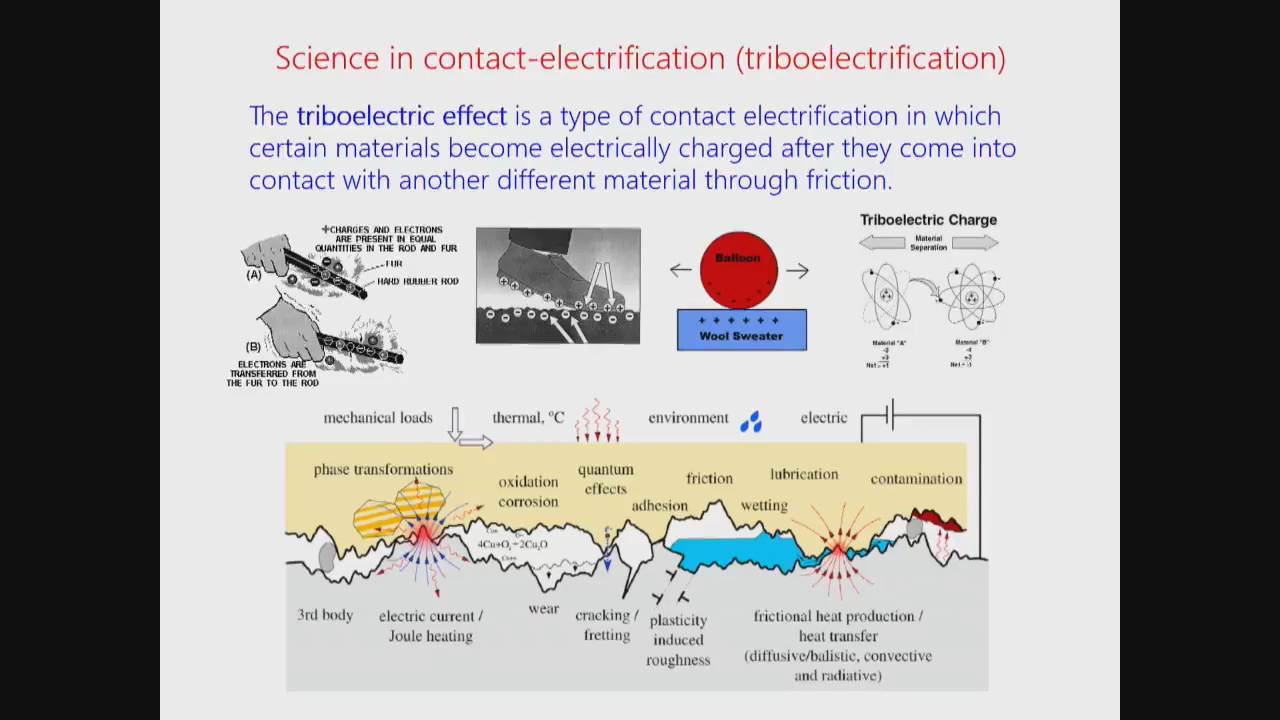 Science in contact-electrification (triboelectrification)
The triboelectric effect is a type of contact electrification in which
certain materials become electrically charged after they come into
contact with another different material through friction.
+CHARGES AND ELECTRONS
ARE PRESENT IN EQUAL
QUANTITIES IN THE ROD AND FUR
FUR
(A)
HARD RUBBER ROD
(B)
ELECTRONS ARE
TRANSFERRED FROM
THE FUR TO THE ROD
Balloon
+ + + + + +
Wool Sweater
Triboelectric Charge
Material
Separation
Material "A"
Material "B"
mechanical loads
thermal, °C
environment
electric
phase transformations
oxidation
corrosion
quantum
effects
adhesion
friction
wetting
lubrication
contamination
4Cu+O₂→2Cu₂O
3rd body
electric current /
Joule heating
wear
cracking /
fretting
plasticity
induced
roughness
frictional heat production /
heat transfer
(diffusive/balistic, convective
and radiative)